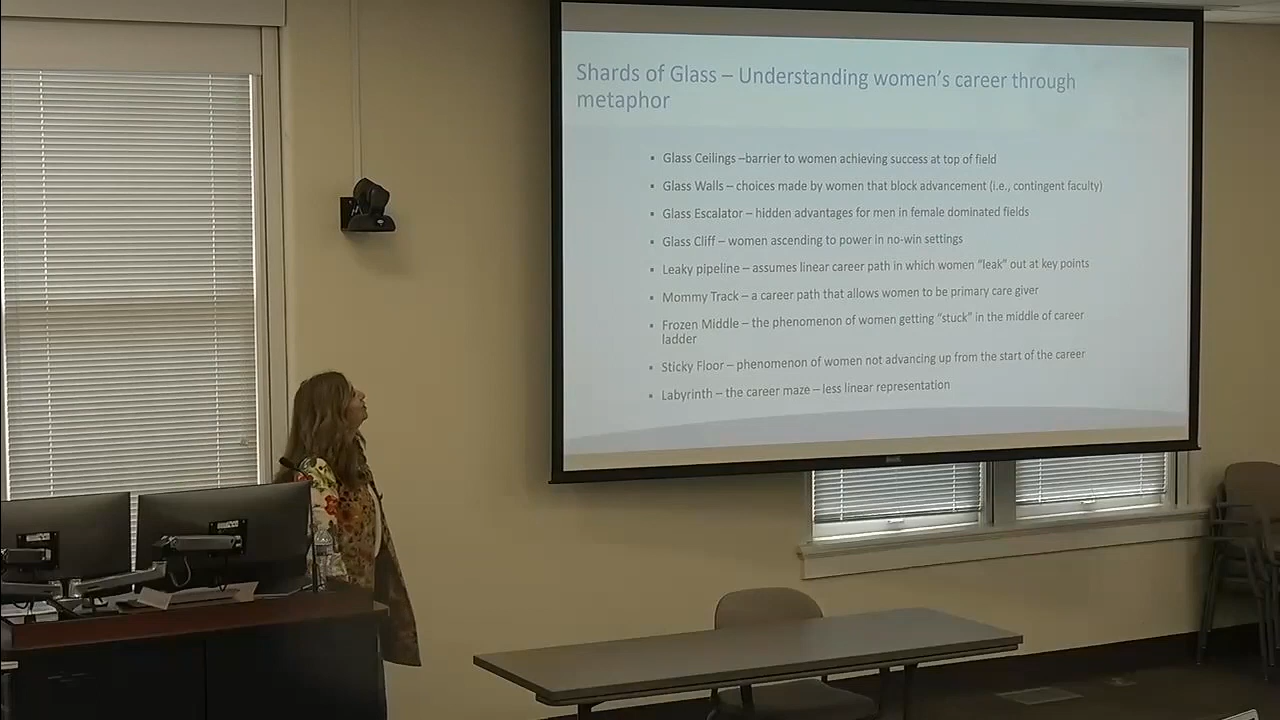 Shards of Glass – Understanding women's career through
metaphor
▪ Glass Ceilings –barrier to women achieving success at top of field
▪ Glass Walls – choices made by women that block advancement (i.e., contingent faculty)
▪ Glass Escalator – hidden advantages for men in female dominated fields
▪ Glass Cliff – women ascending to power in no-win settings
▪ Leaky pipeline – assumes linear career path in which women "leak" out at key points
▪ Mommy Track – a career path that allows women to be primary care giver
▪ Frozen Middle – the phenomenon of women getting "stuck" in the middle of career
ladder
▪ Sticky Floor – phenomenon of women not advancing up from the start of the career
▪ Labyrinth – the career maze – less linear representation